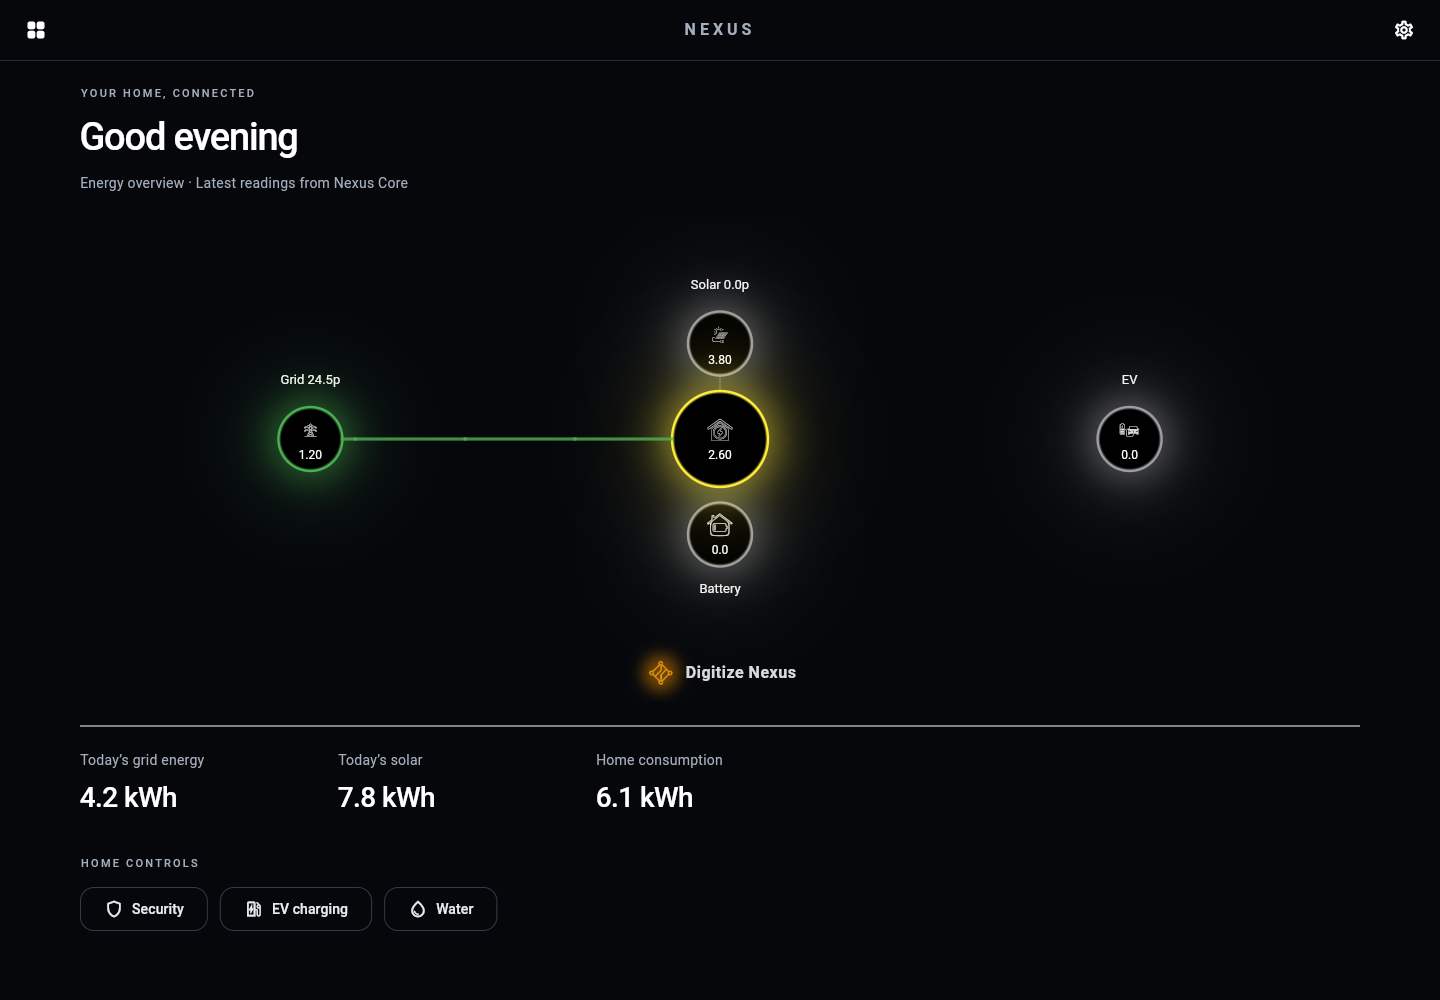 NEXUS
YOUR HOME, CONNECTED
Good evening
Energy overview · Latest readings from Nexus Core
Solar 0.0p
3.80
Grid 24.5p
1.20
2.60
EV
0.0
0.0
Battery
Digitize Nexus
Today’s grid energy
4.2 kWh
Today’s solar
7.8 kWh
Home consumption
6.1 kWh
HOME CONTROLS
Security
EV charging
Water